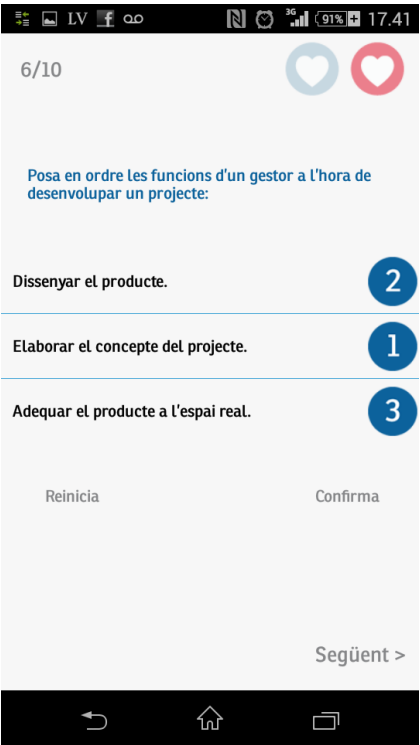 LV f 3G 91% 17.41
6/10
Posa en ordre les funcions d'un gestor a l'hora de
desenvolupar un projecte:
Dissenyar el producte. 2
Elaborar el concepte del projecte. 1
Adequar el producte a l'espai real. 3
Reinicia Confirma
Següent >